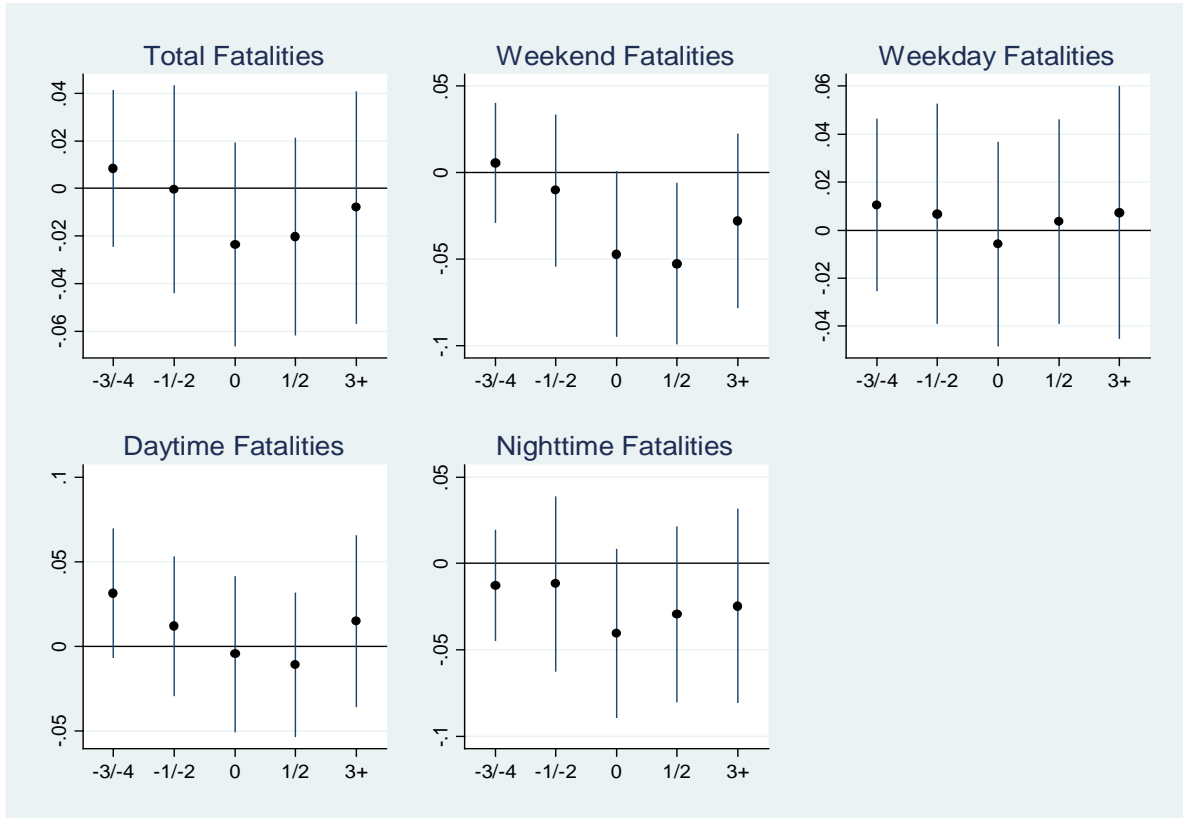 Total Fatalities
.04
.02
0
-.02
-.04
-.06
-3/-4 -1/-2 0 1/2 3+
Weekend Fatalities
.05
0
-.05
-.1
-3/-4 -1/-2 0 1/2 3+
Weekday Fatalities
.06
.04
.02
0
-.02
-.04
-3/-4 -1/-2 0 1/2 3+
Daytime Fatalities
.1
.05
0
-.05
-3/-4 -1/-2 0 1/2 3+
Nighttime Fatalities
.05
0
-.05
-.1
-3/-4 -1/-2 0 1/2 3+